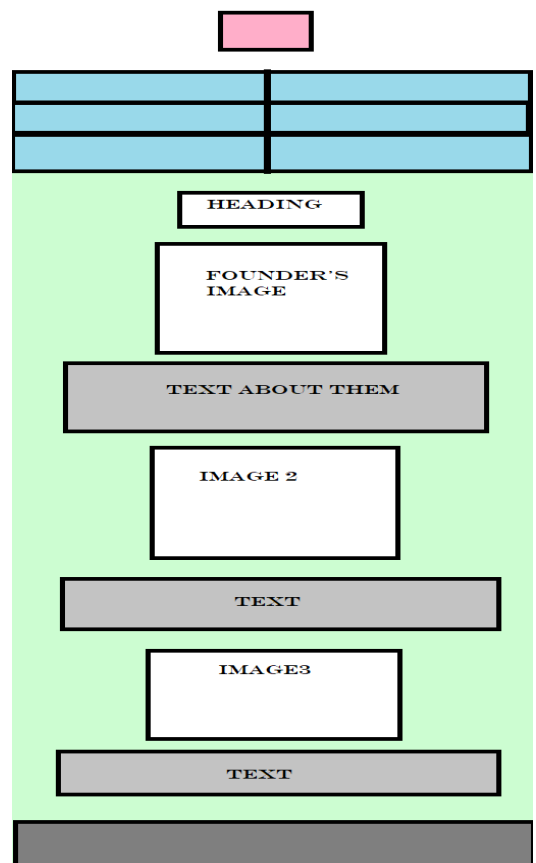 HEADING
FOUNDER'S
IMAGE
TEXT ABOUT THEM
IMAGE 2
TEXT
IMAGE3
TEXT